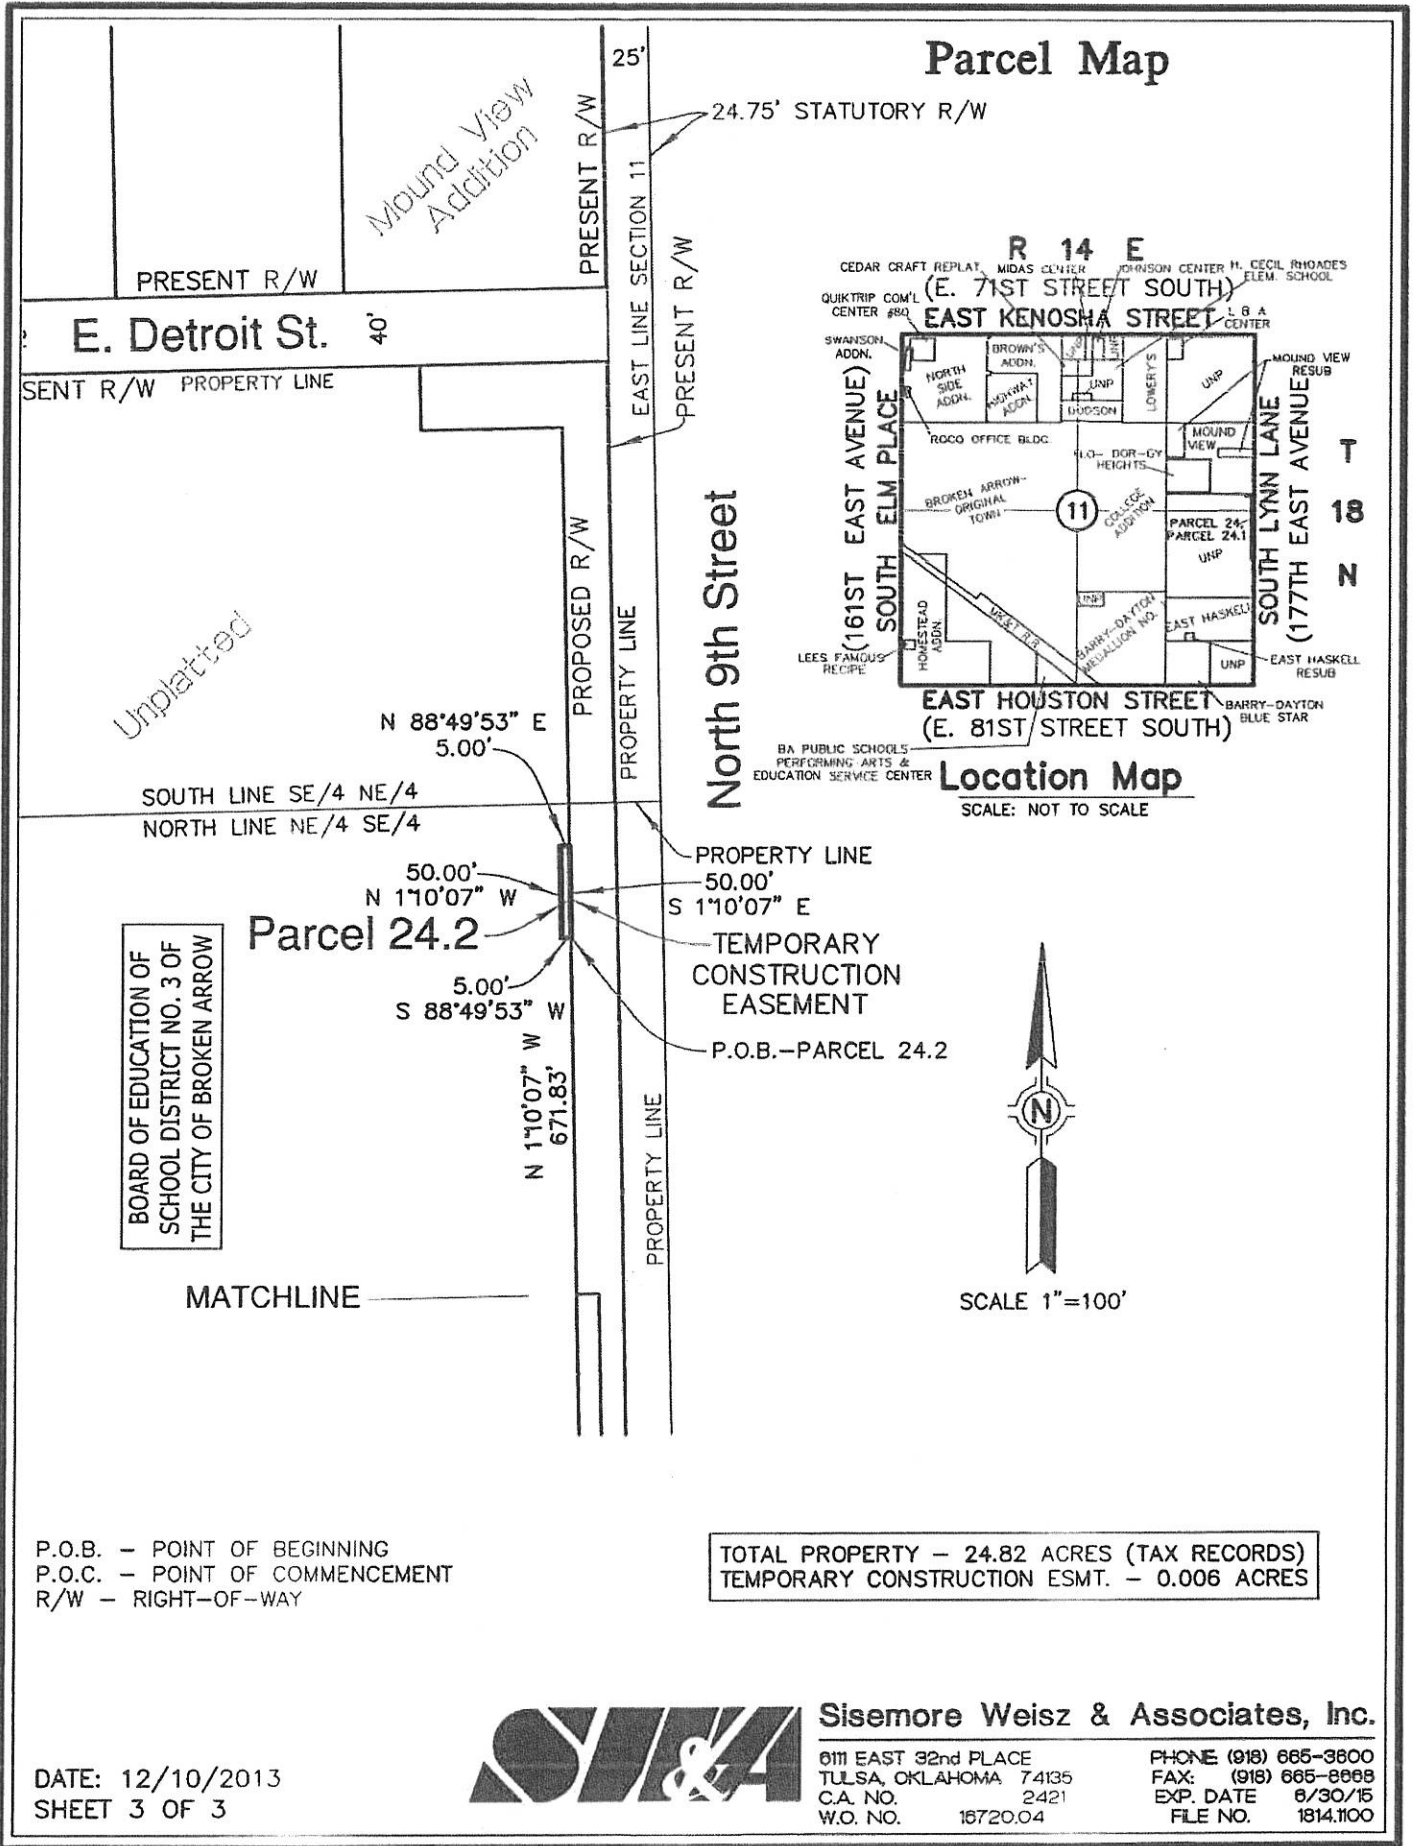 Parcel Map
25'
24.75' STATUTORY R/W
Mound View
Addition
PRESENT R/W
EAST LINE SECTION 11
PRESENT R/W
PRESENT R/W
E. Detroit St.
40'
SENT R/W
PROPERTY LINE
North 9th Street
PROPOSED R/W
PROPERTY LINE
Unplatted
N 88°49'53" E
5.00'
SOUTH LINE SE/4 NE/4
NORTH LINE NE/4 SE/4
PROPERTY LINE
50.00'
N 1°10'07" W
50.00'
S 1°10'07" E
Parcel 24.2
TEMPORARY
CONSTRUCTION
EASEMENT
5.00'
S 88°49'53" W
P.O.B.-PARCEL 24.2
N 1°10'07" W
671.83'
PROPERTY LINE
BOARD OF EDUCATION OF
SCHOOL DISTRICT NO. 3 OF
THE CITY OF BROKEN ARROW
MATCHLINE
R 14 E
CEDAR CRAFT REPLAT
MIDAS CENTER
JOHNSON CENTER
H. CECIL RHOADES
ELEM. SCHOOL
(E. 71ST STREET SOUTH)
QUIKTRIP COM'L
CENTER #80
EAST KENOSHA STREET
L B A
CENTER
SWANSON
ADDN.
NORTH
SIDE
ADDN.
BROWN'S
ADDN.
HIGHWAY
ADDN.
UNP
UNP
UNP
DODSON
LOWERY'S
UNP
MOUND VIEW
RESUB
ROCO OFFICE BLDG.
MOUND
VIEW
FLO- DOR-GY
HEIGHTS
(161ST EAST AVENUE)
SOUTH ELM PLACE
BROKEN ARROW-
ORIGINAL
TOWN
11
COLLEGE
ADDITION
PARCEL 24
PARCEL 24.1
UNP
SOUTH LYNN LANE
(177TH EAST AVENUE)
T
18
N
HOMESTEAD
ADDN.
MK&T R.R.
UNP
BARRY-DAYTON
MEDALLION NO. 1
EAST HASKELL
UNP
LEES FAMOUS
RECIPE
EAST HASKELL
RESUB
EAST HOUSTON STREET
(E. 81ST STREET SOUTH)
BARRY-DAYTON
BLUE STAR
BA PUBLIC SCHOOLS
PERFORMING ARTS &
EDUCATION SERVICE CENTER
Location Map
SCALE: NOT TO SCALE
N
SCALE 1"=100'
P.O.B. - POINT OF BEGINNING
P.O.C. - POINT OF COMMENCEMENT
R/W - RIGHT-OF-WAY
TOTAL PROPERTY - 24.82 ACRES (TAX RECORDS)
TEMPORARY CONSTRUCTION ESMT. - 0.006 ACRES
DATE: 12/10/2013
SHEET 3 OF 3
Sisemore Weisz & Associates, Inc.
6111 EAST 32nd PLACE
TULSA, OKLAHOMA 74135
C.A. NO. 2421
W.O. NO. 16720.04
PHONE (918) 665-3600
FAX: (918) 665-8668
EXP. DATE 6/30/15
FILE NO. 1814.1100